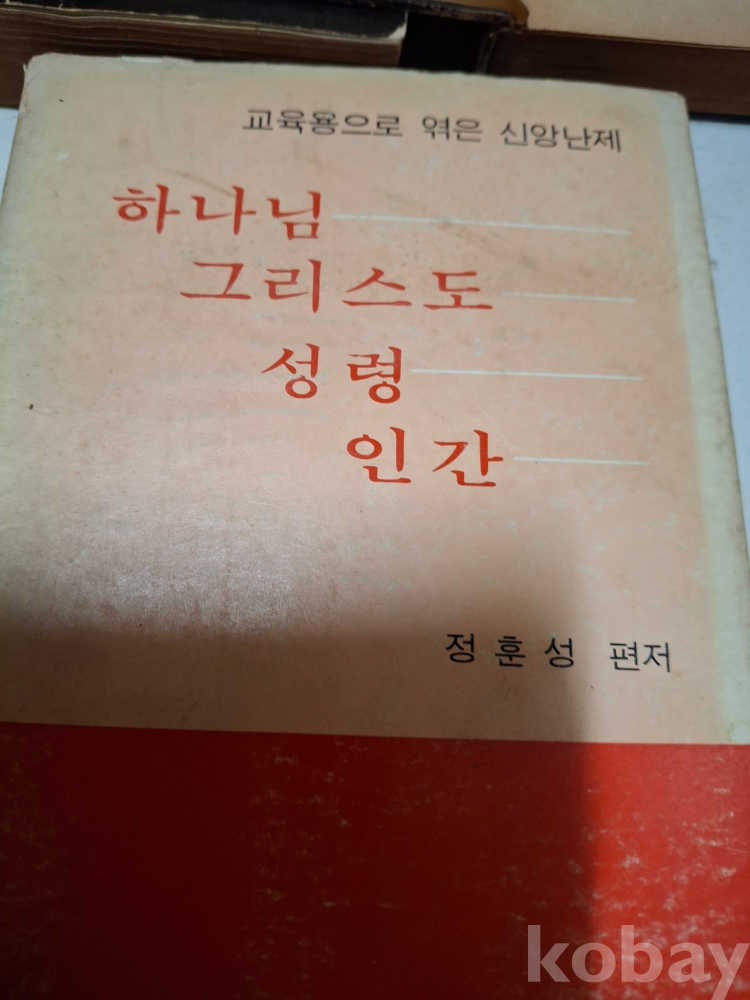 교육용으로 엮은 신앙난제
하나님
그리스도
성령
인간
정훈성 편저
kobay